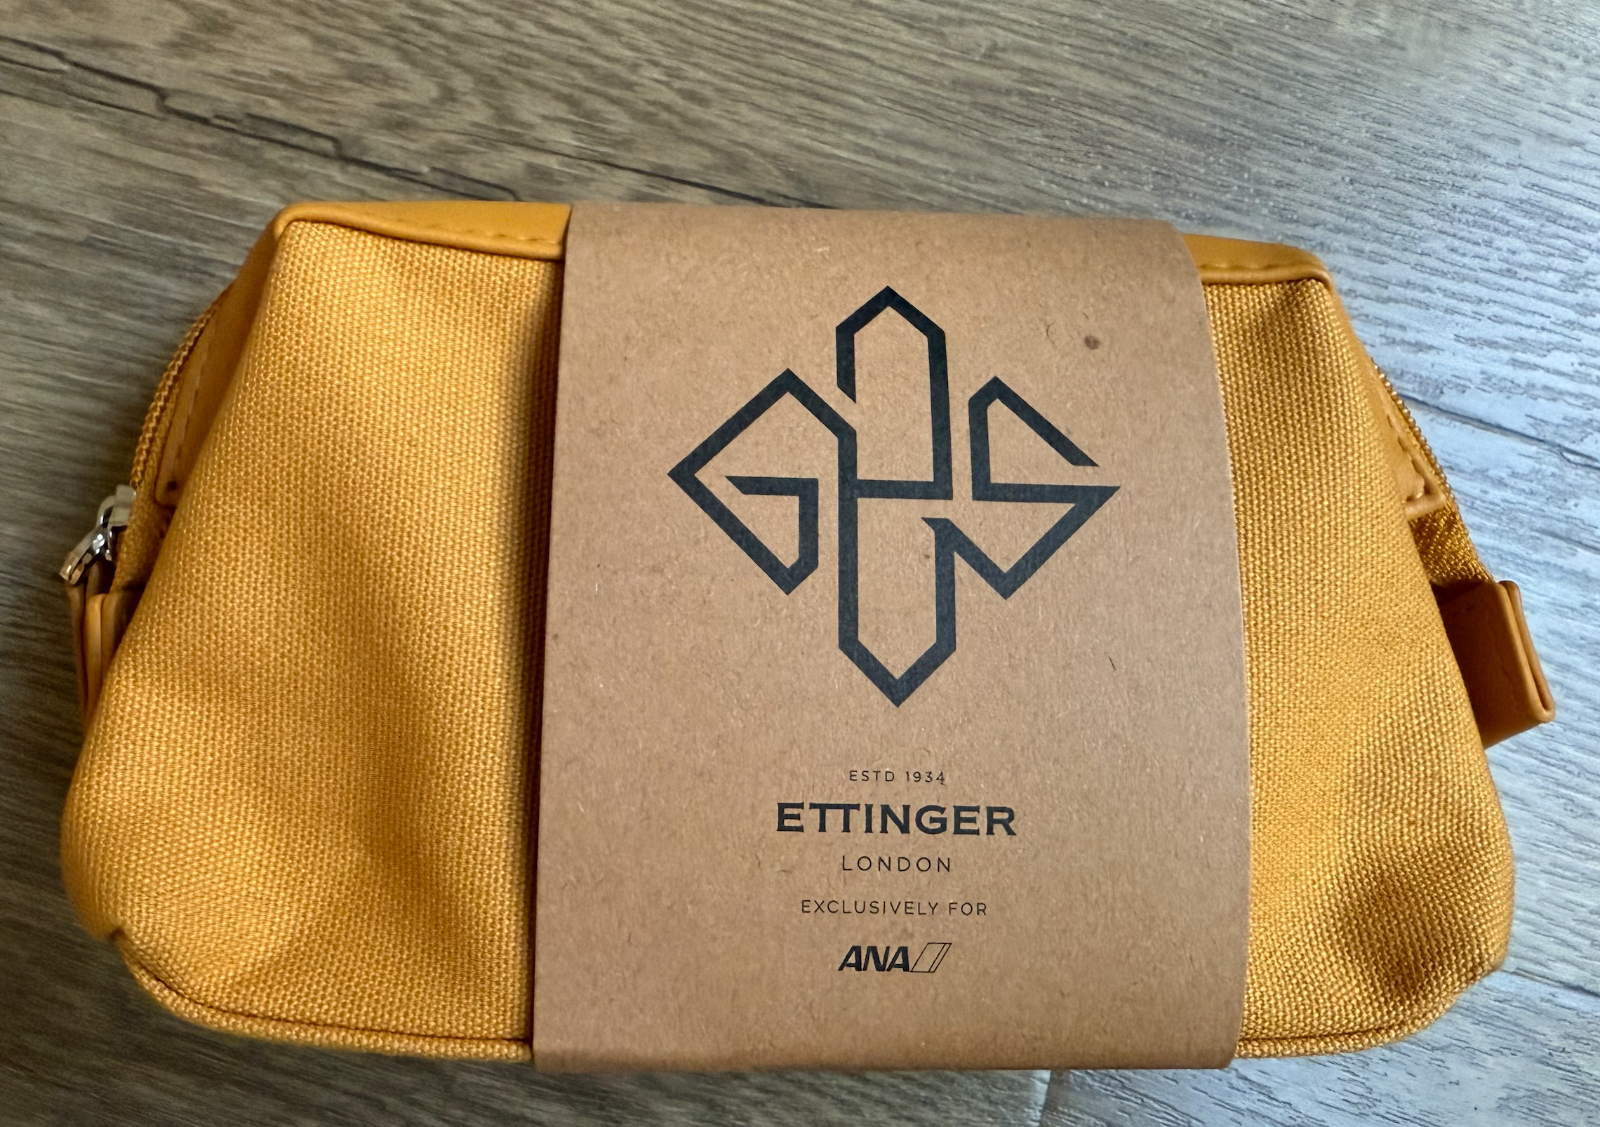 ESTD 1934
ETTINGER
LONDON
EXCLUSIVELY FOR
ANA